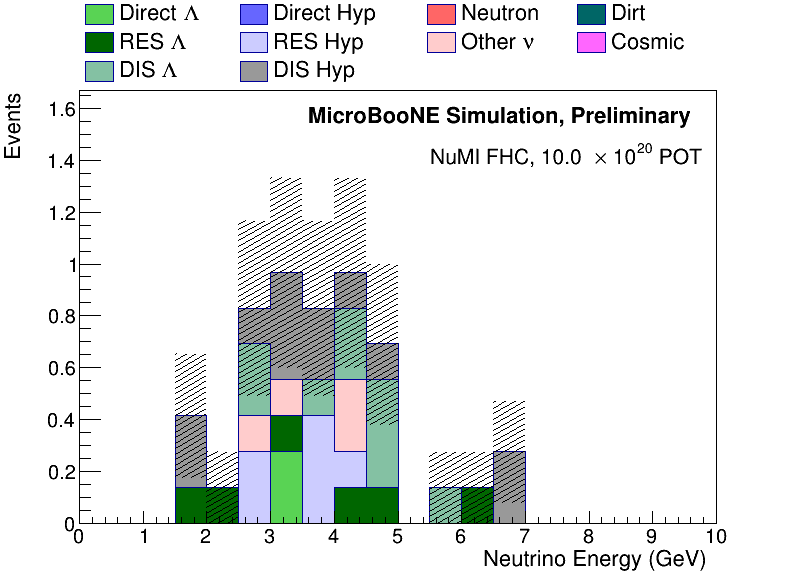 Direct Λ Direct Hyp Neutron Dirt
RES Λ RES Hyp Other ν Cosmic
DIS Λ DIS Hyp
Events
MicroBooNE Simulation, Preliminary
NuMI FHC, 10.0 ×10²⁰ POT
1.6
1.4
1.2
1
0.8
0.6
0.4
0.2
0
0 1 2 3 4 5 6 7 8 9 10
Neutrino Energy (GeV)